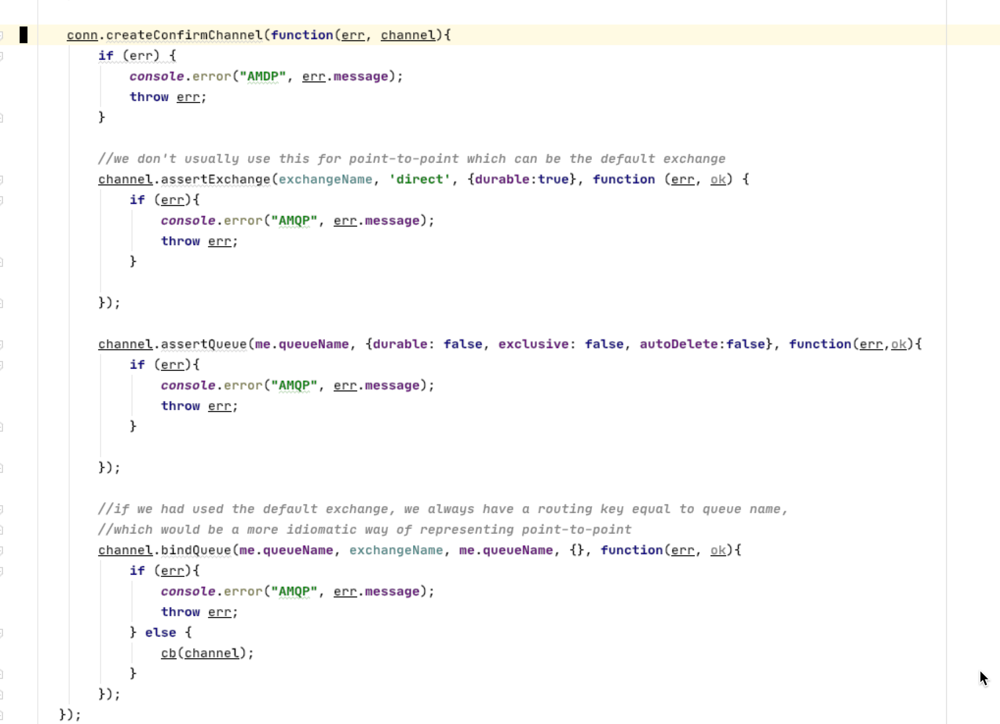 conn.createConfirmChannel(function(err, channel){
if (err) {
console.error("AMDP", err.message);
throw err;
}
//we don't usually use this for point-to-point which can be the default exchange
channel.assertExchange(exchangeName, 'direct', {durable:true}, function (err, ok) {
if (err){
console.error("AMQP", err.message);
throw err;
}
});
channel.assertQueue(me.queueName, {durable: false, exclusive: false, autoDelete:false}, function(err,ok){
if (err){
console.error("AMQP", err.message);
throw err;
}
});
//if we had used the default exchange, we always have a routing key equal to queue name,
//which would be a more idiomatic way of representing point-to-point
channel.bindQueue(me.queueName, exchangeName, me.queueName, {}, function(err, ok){
if (err){
console.error("AMQP", err.message);
throw err;
} else {
cb(channel);
}
});
});